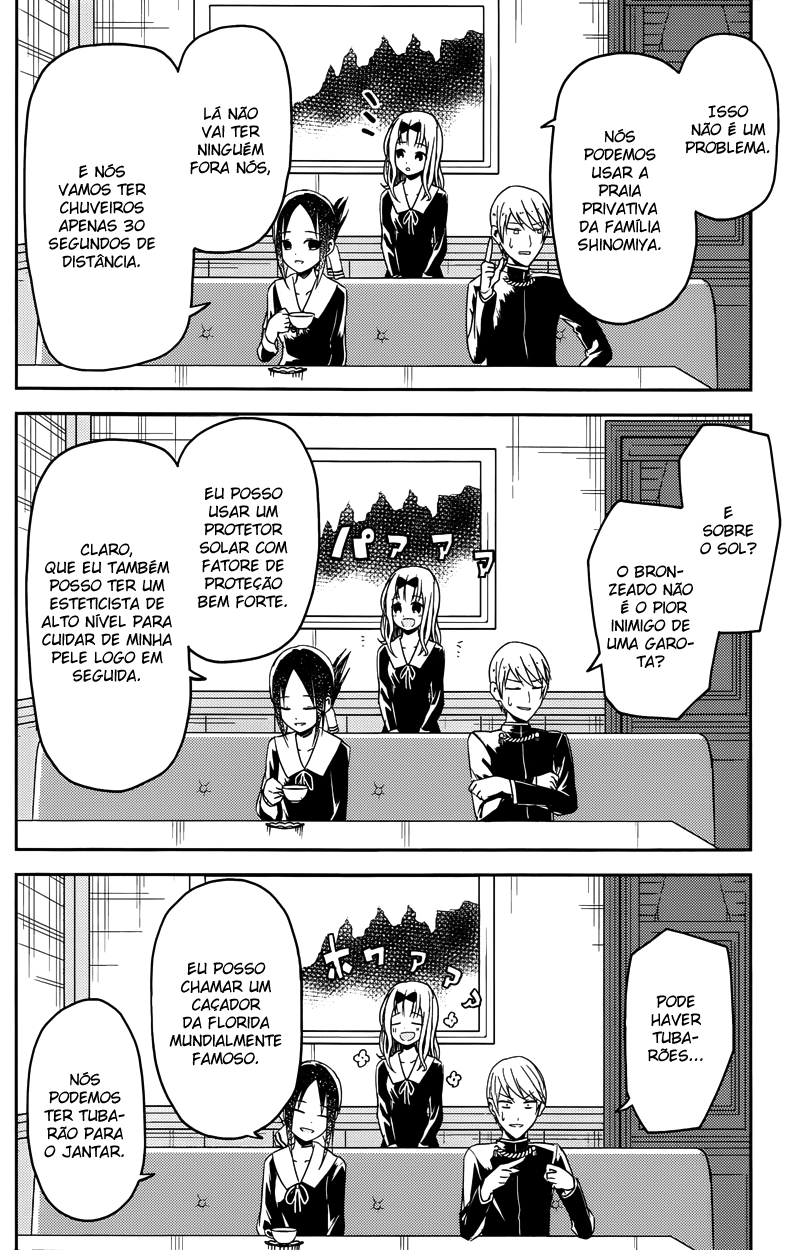 ISSO
NÃO É UM
PROBLEMA.
NÓS
PODEMOS
USAR A
PRAIA
PRIVATIVA
DA FAMÍLIA
SHINOMIYA.
LÁ NÃO
VAI TER
NINGUÉM
FORA NÓS,
E NÓS
VAMOS TER
CHUVEIROS
APENAS 30
SEGUNDOS DE
DISTÂNCIA.
E
SOBRE
O SOL?
O BRON-
ZEADO NÃO
É O PIOR
INIMIGO DE
UMA GARO-
TA?
パァァァ
EU POSSO
USAR UM
PROTETOR
SOLAR COM
FATORE DE
PROTEÇÃO
BEM FORTE.
CLARO,
QUE EU TAMBÉM
POSSO TER UM
ESTETICISTA DE
ALTO NÍVEL PARA
CUIDAR DE MINHA
PELE LOGO EM
SEGUIDA.
PODE
HAVER
TUBA-
RÕES...
ホワァァァ
EU POSSO
CHAMAR UM
CAÇADOR
DA FLORIDA
MUNDIALMENTE
FAMOSO.
NÓS
PODEMOS
TER TUBA-
RÃO PARA
O JANTAR.